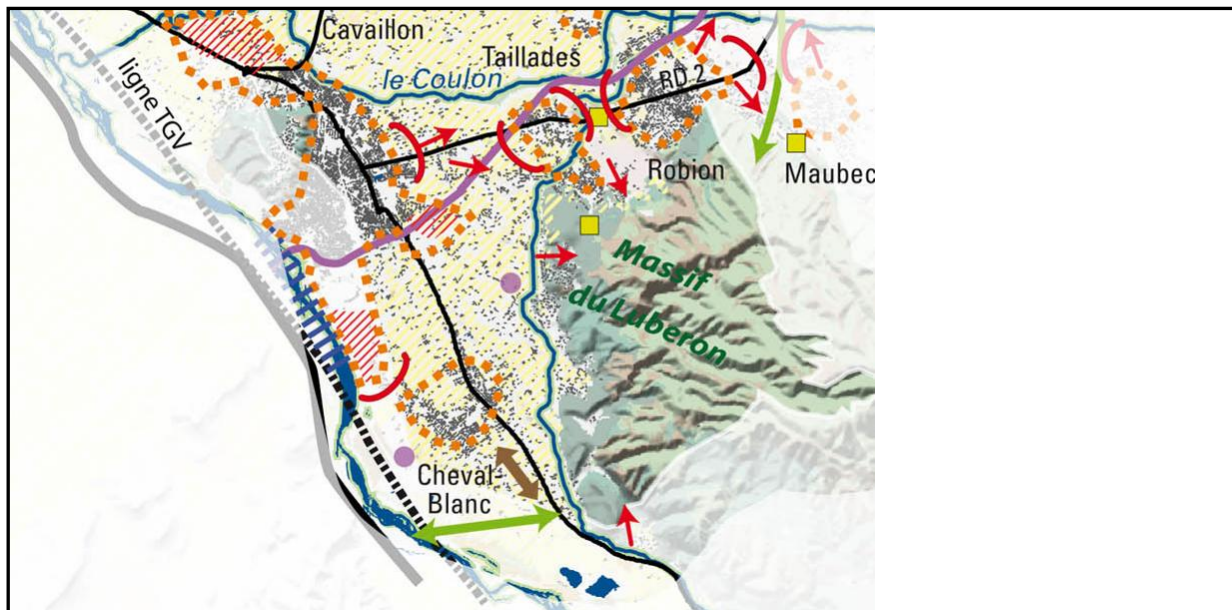 Cavaillon
Taillades
le Coulon
ligne TGV
RD 2
Robion
Maubec
Massif
du Luberon
Cheval-
Blanc